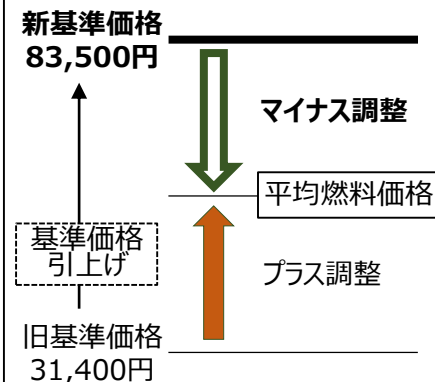 新基準価格
83,500円
マイナス調整
平均燃料価格
基準価格
引上げ
プラス調整
旧基準価格
31,400円